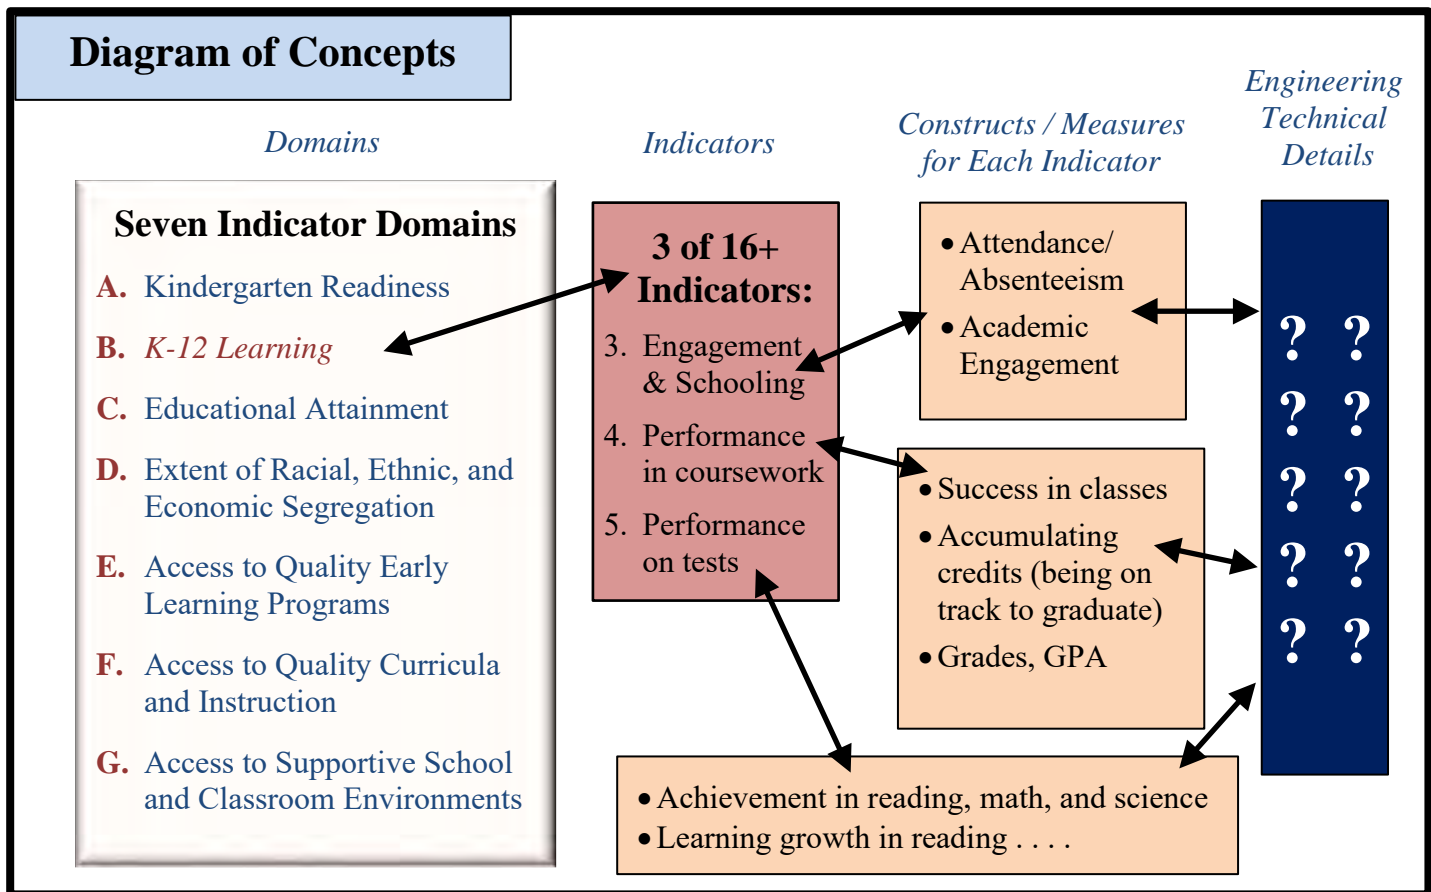 Diagram of Concepts
Domains
Seven Indicator Domains
A. Kindergarten Readiness
B. K-12 Learning
C. Educational Attainment
D. Extent of Racial, Ethnic, and
Economic Segregation
E. Access to Quality Early
Learning Programs
F. Access to Quality Curricula
and Instruction
G. Access to Supportive School
and Classroom Environments
Indicators
3 of 16+
Indicators:
3. Engagement
& Schooling
4. Performance
in coursework
5. Performance
on tests
Constructs / Measures
for Each Indicator
• Attendance/
Absenteeism
• Academic
Engagement
• Success in classes
• Accumulating
credits (being on
track to graduate)
• Grades, GPA
• Achievement in reading, math, and science
• Learning growth in reading . . . .
Engineering
Technical
Details
? ?
? ?
? ?
? ?
? ?